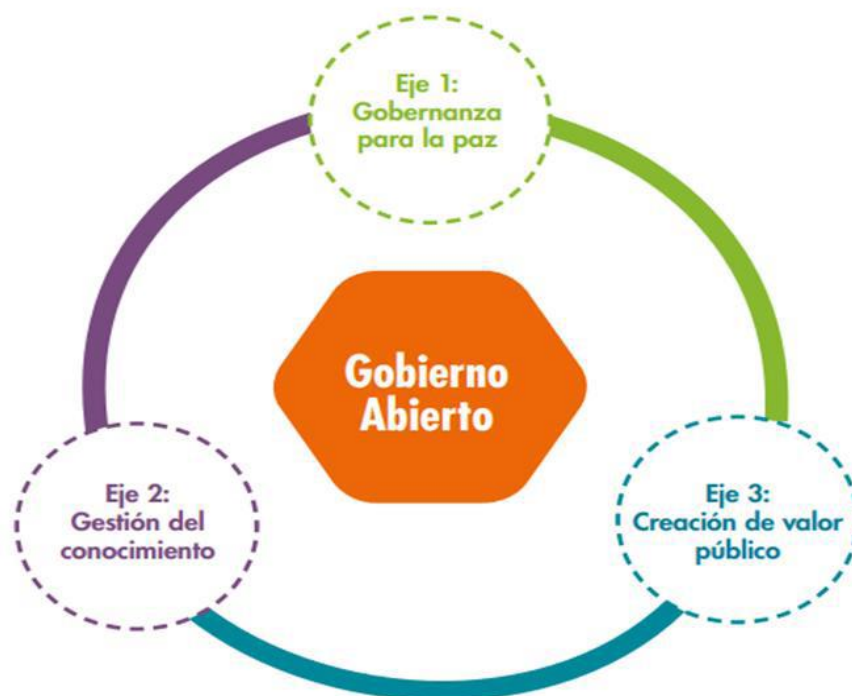 Eje 1:
Gobernanza
para la paz
Gobierno
Abierto
Eje 2:
Gestión del
conocimiento
Eje 3:
Creación de valor
público